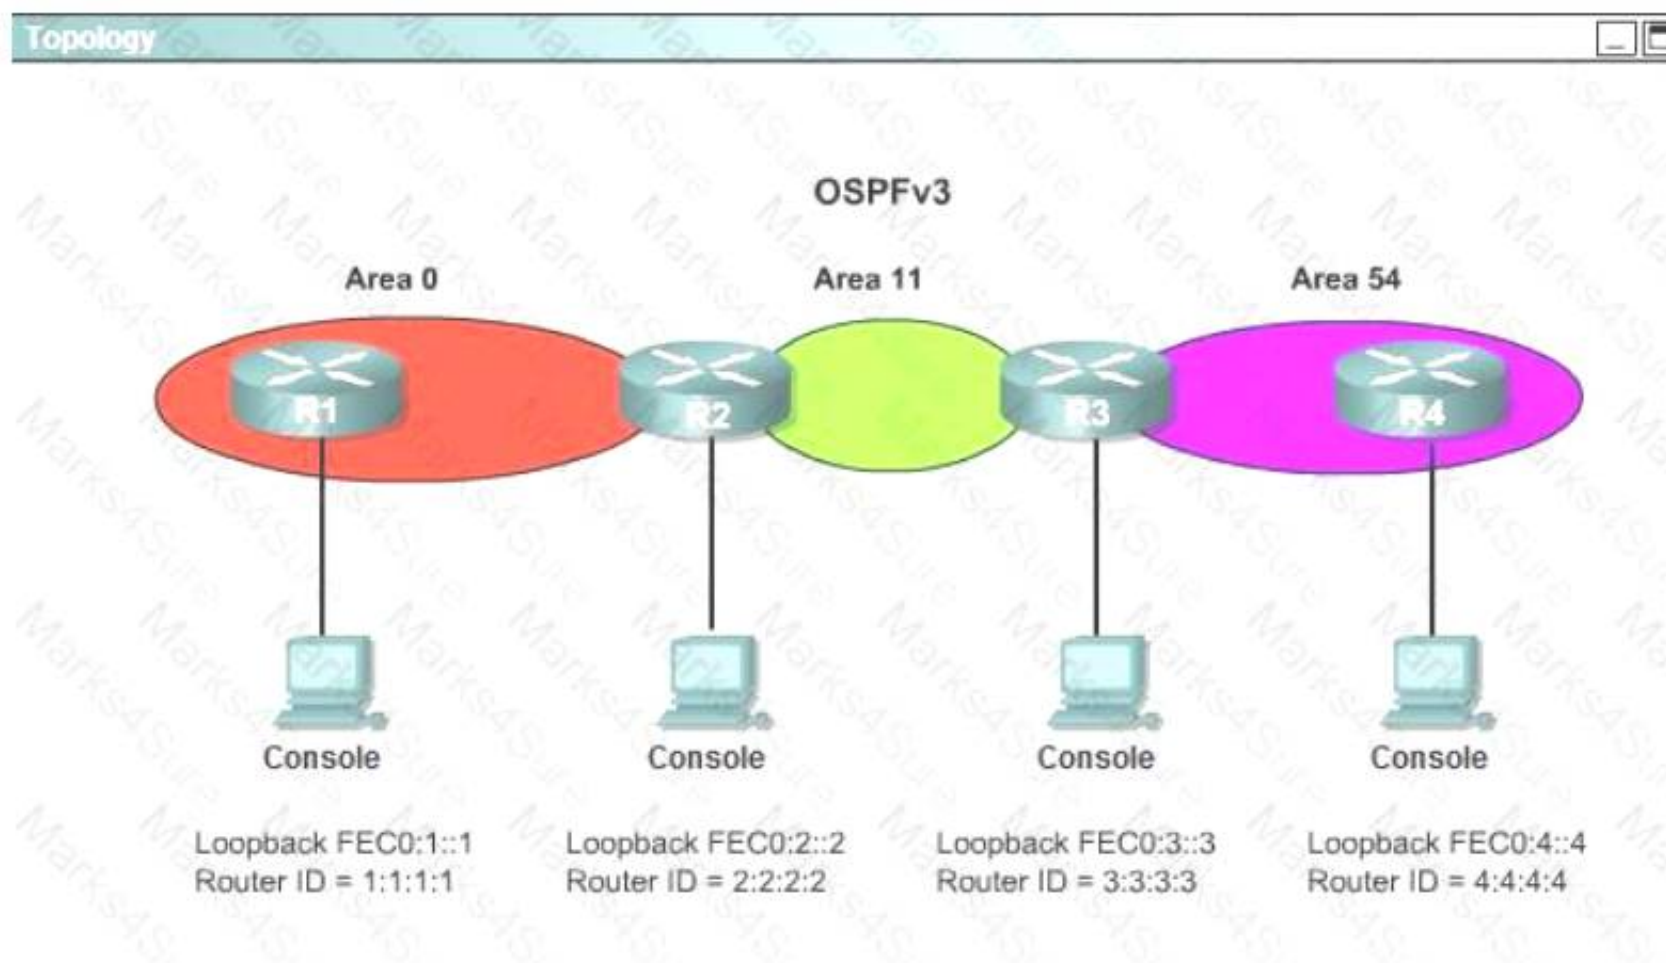 Topology
OSPFv3
Area 0
Area 11
Area 54
R1
R2
R3
R4
Console
Console
Console
Console
Loopback FEC0:1::1
Router ID = 1:1:1:1
Loopback FEC0:2::2
Router ID = 2:2:2:2
Loopback FEC0:3::3
Router ID = 3:3:3:3
Loopback FEC0:4::4
Router ID = 4:4:4:4
Marks4Sure